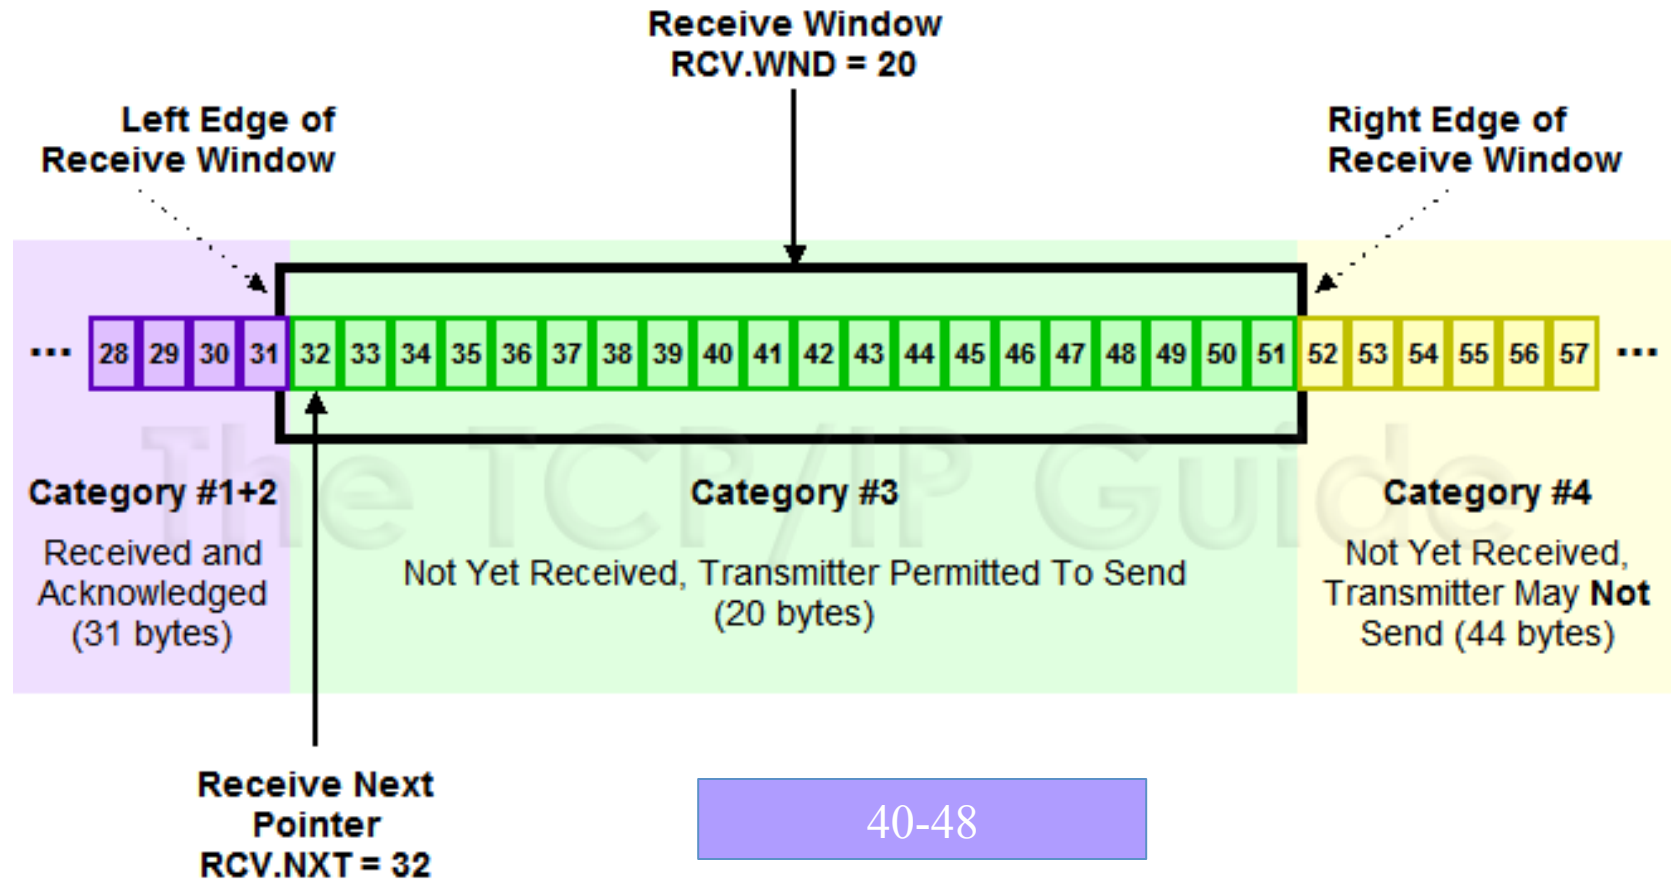 Receive Window
RCV.WND = 20
Left Edge of
Receive Window
Right Edge of
Receive Window
... 28 29 30 31 32 33 34 35 36 37 38 39 40 41 42 43 44 45 46 47 48 49 50 51 52 53 54 55 56 57 ...
The TCP/IP Guide
Category #1+2
Received and
Acknowledged
(31 bytes)
Category #3
Not Yet Received, Transmitter Permitted To Send
(20 bytes)
Category #4
Not Yet Received,
Transmitter May Not
Send (44 bytes)
Receive Next
Pointer
RCV.NXT = 32
40-48